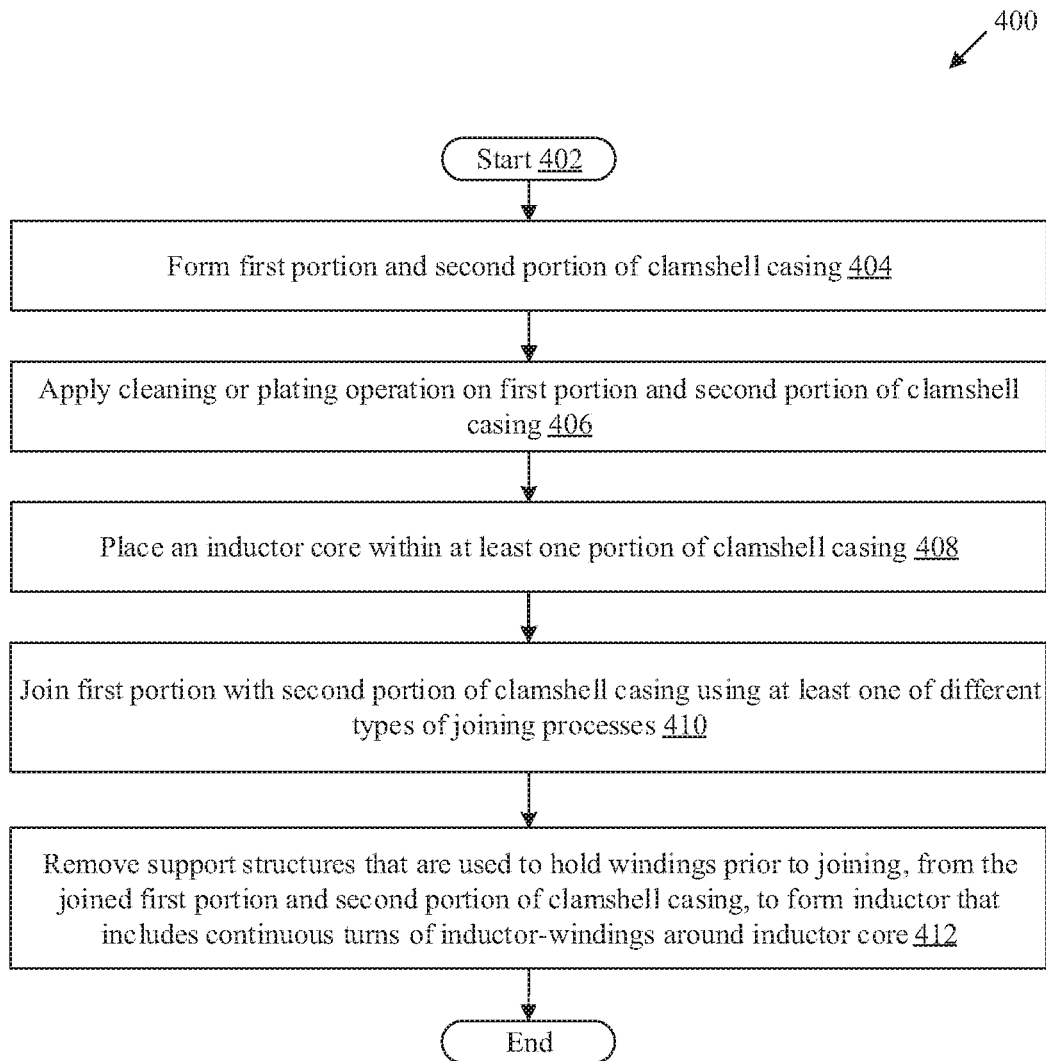 400
Start 402
Form first portion and second portion of clamshell casing 404
Apply cleaning or plating operation on first portion and second portion of clamshell
casing 406
Place an inductor core within at least one portion of clamshell casing 408
Join first portion with second portion of clamshell casing using at least one of different
types of joining processes 410
Remove support structures that are used to hold windings prior to joining, from the
joined first portion and second portion of clamshell casing, to form inductor that
includes continuous turns of inductor-windings around inductor core 412
End